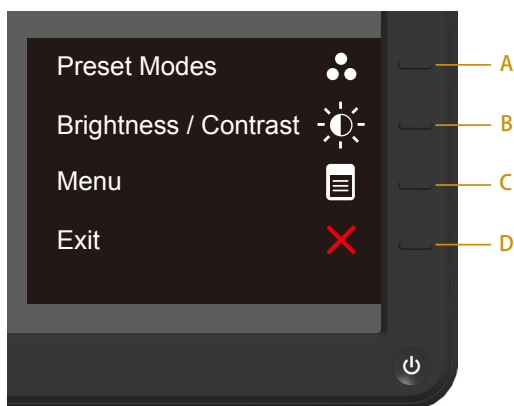 Preset Modes
A
Brightness / Contrast
B
Menu
C
Exit
D